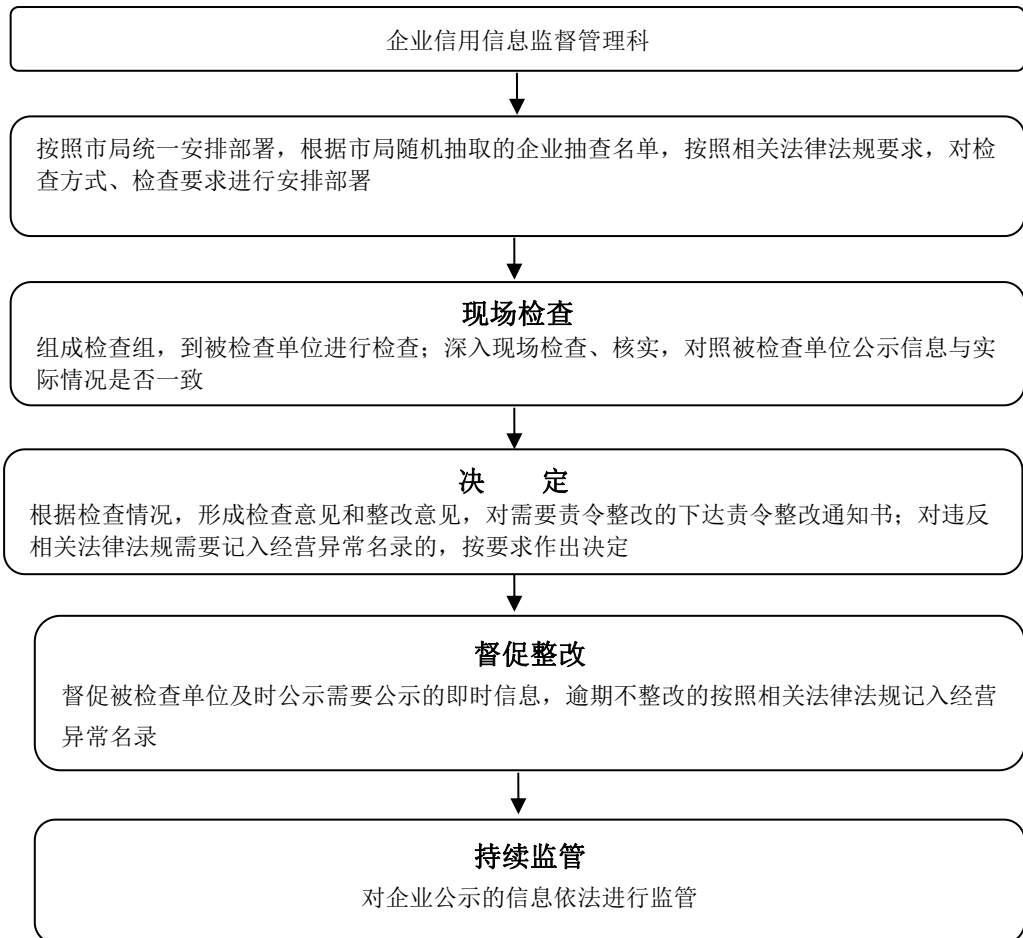 企业信用信息监督管理科
按照市局统一安排部署，根据市局随机抽取的企业抽查名单，按照相关法律法规要求，对检
查方式、检查要求进行安排部署
现场检查
组成检查组，到被检查单位进行检查；深入现场检查、核实，对照被检查单位公示信息与实
际情况是否一致
决 定
根据检查情况，形成检查意见和整改意见，对需要责令整改的下达责令整改通知书；对违反
相关法律法规需要记入经营异常名录的，按要求作出决定
督促整改
督促被检查单位及时公示需要公示的即时信息，逾期不整改的按照相关法律法规记入经营
异常名录
持续监管
对企业公示的信息依法进行监管